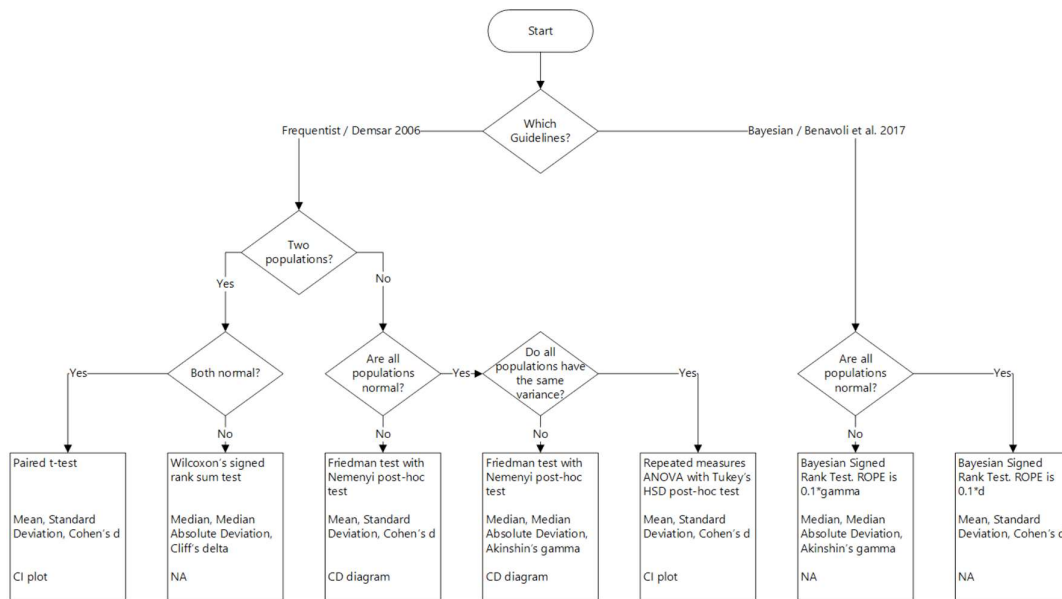 Start
Which
Guidelines?
Frequentist / Demsar 2006
Bayesian / Benavoli et al. 2017
Two
populations?
Yes
No
Both normal?
Yes
No
Are all
populations
normal?
Yes
No
Do all
populations have
the same
variance?
Yes
No
Are all
populations
normal?
Yes
No
Paired t-test
Mean, Standard
Deviation, Cohen´s d
CI plot
Wilcoxon´s signed
rank sum test
Median, Median
Absolute Deviation,
Cliff´s delta
NA
Friedman test with
Nemenyi post-hoc
test
Mean, Standard
Deviation, Cohen´s d
CD diagram
Friedman test with
Nemenyi post-hoc
test
Median, Median
Absolute Deviation,
Akinshin´s gamma
CD diagram
Repeated measures
ANOVA with Tukey's
HSD post-hoc test
Mean, Standard
Deviation, Cohen´s d
CI plot
Bayesian Signed
Rank Test. ROPE is
0.1*gamma
Median, Median
Absolute Deviation,
Akinshin´s gamma
NA
Bayesian Signed
Rank Test. ROPE is
0.1*d
Mean, Standard
Deviation, Cohen´s d
NA